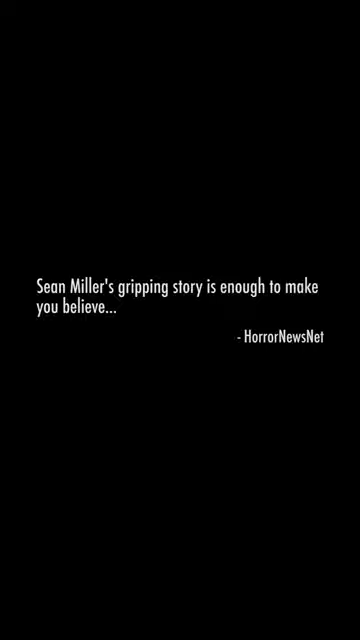 Sean Miller's gripping story is enough to make
you believe...
- HorrorNewsNet